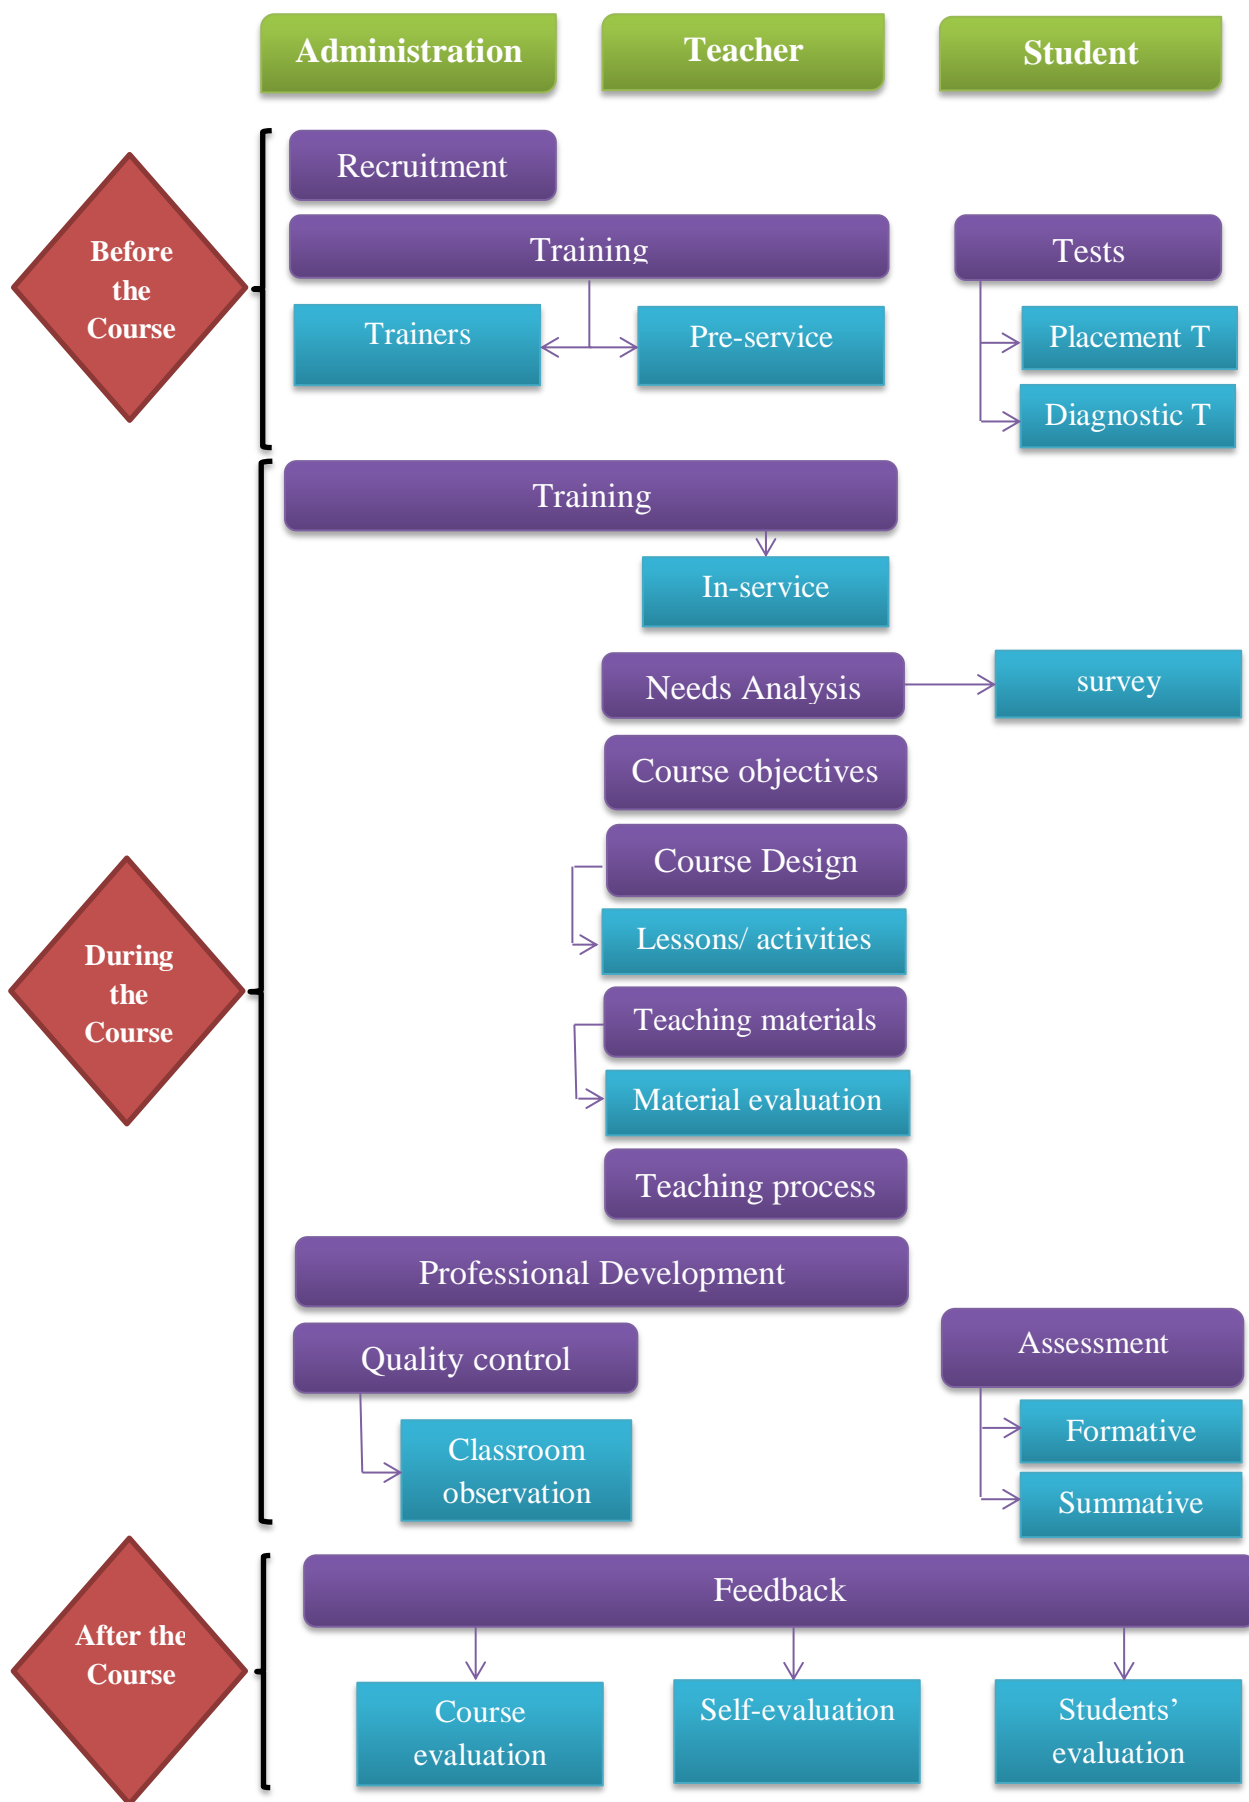 Administration
Teacher
Student
Before
the
Course
Recruitment
Training
Tests
Trainers
Pre-service
Placement T
Diagnostic T
During
the
Course
Training
In-service
Needs Analysis
survey
Course objectives
Course Design
Lessons/ activities
Teaching materials
Material evaluation
Teaching process
Professional Development
Quality control
Assessment
Classroom
observation
Formative
Summative
After the
Course
Feedback
Course
evaluation
Self-evaluation
Students’
evaluation